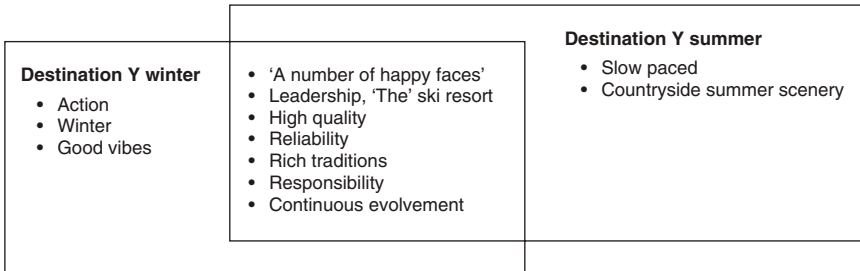 Destination Y winter
• Action
• Winter
• Good vibes
• ‘A number of happy faces’
• Leadership, ‘The’ ski resort
• High quality
• Reliability
• Rich traditions
• Responsibility
• Continuous evolvement
Destination Y summer
• Slow paced
• Countryside summer scenery